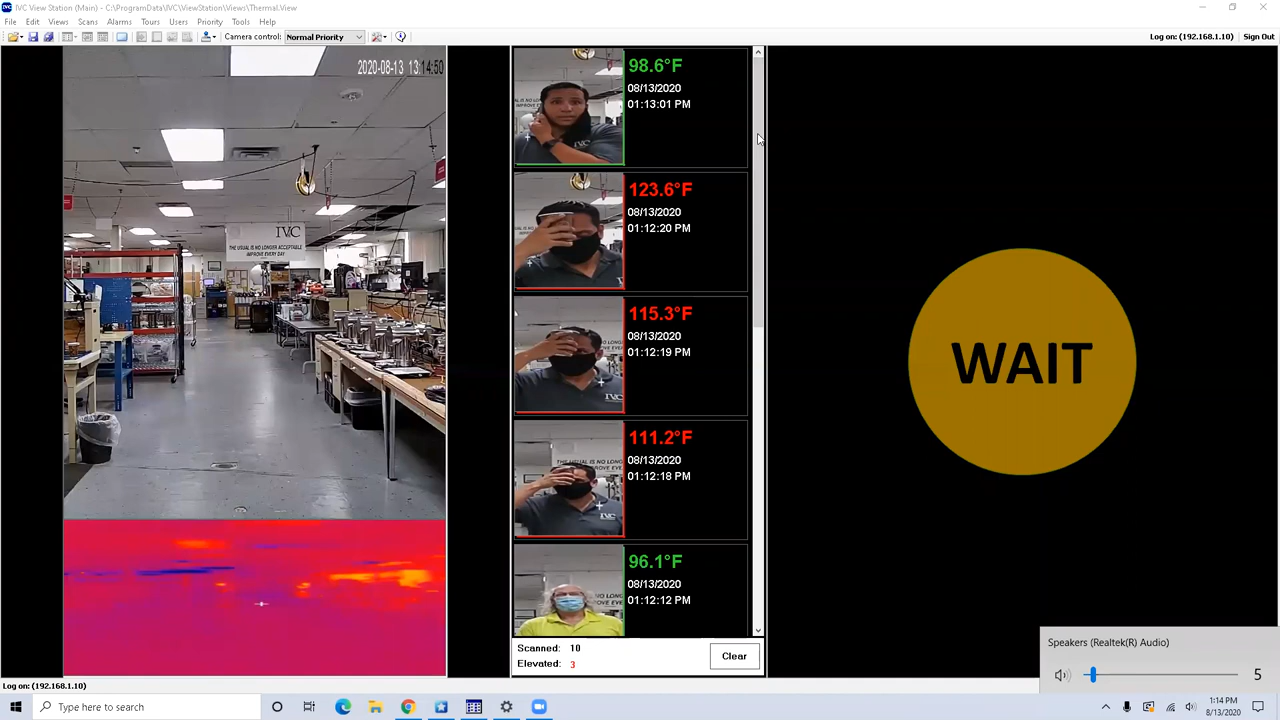 IVC View Station (Main) - C:\ProgramData\IVC\ViewStation\Views\Thermal.View
File Edit Views Scans Alarms Tours Users Priority Tools Help
Camera control: Normal Priority
Log on: (192.168.1.10) Sign Out
2020-08-13 13:14:50
IVC
THE USUAL IS NO LONGER ACCEPTABLE
IMPROVE EVERY DAY
98.6°F
08/13/2020
01:13:01 PM
123.6°F
08/13/2020
01:12:20 PM
115.3°F
08/13/2020
01:12:19 PM
111.2°F
08/13/2020
01:12:18 PM
96.1°F
08/13/2020
01:12:12 PM
Scanned: 10
Elevated: 3
Clear
WAIT
Speakers (Realtek(R) Audio)
5
Log on: (192.168.1.10)
Type here to search
1:14 PM
8/13/2020